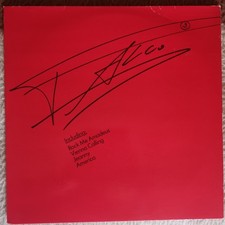 Falco
Includes:
Rock Me Amadeus
Vienna Calling
Jeanny
America